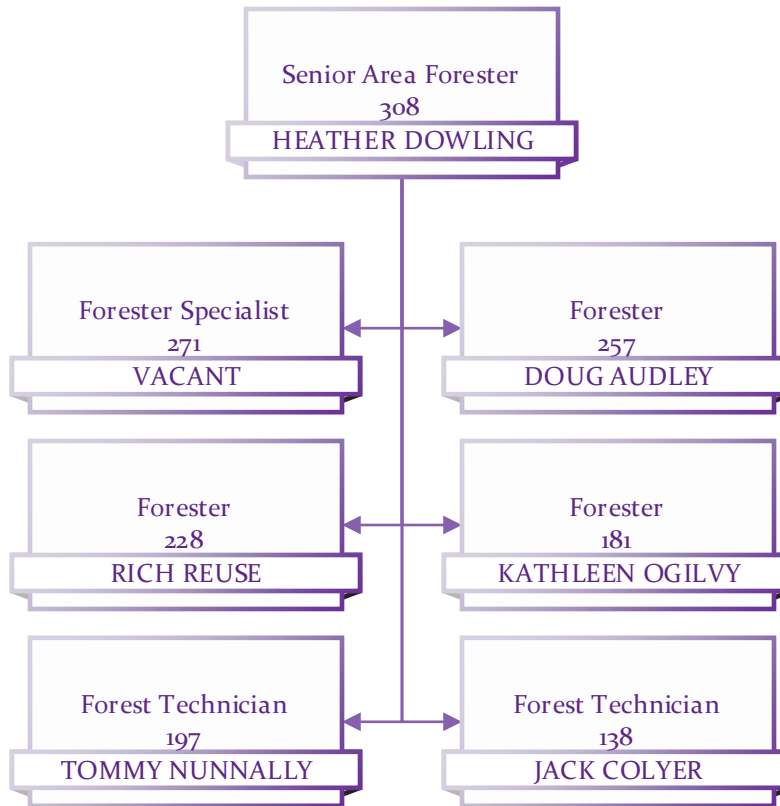 Senior Area Forester
308
HEATHER DOWLING
Forester Specialist
271
VACANT
Forester
257
DOUG AUDLEY
Forester
228
RICH REUSE
Forester
181
KATHLEEN OGILVY
Forest Technician
197
TOMMY NUNNALLY
Forest Technician
138
JACK COLYER